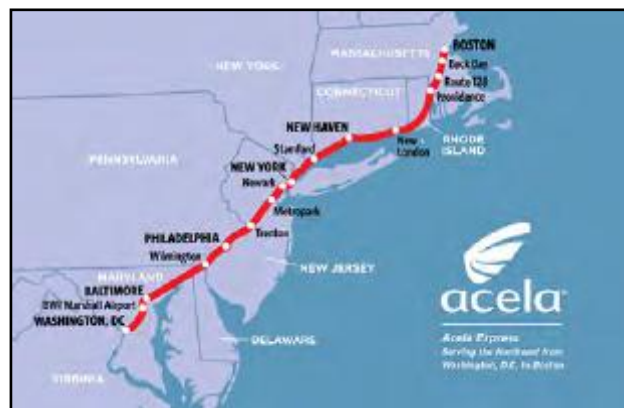 MASSACHUSETTS
BOSTON
Back Bay
NEW YORK
Route 128
CONNECTICUT
Providence
NEW HAVEN
RHODE
ISLAND
New
London
Stamford
PENNSYLVANIA
NEW YORK
Newark
Metropark
Trenton
PHILADELPHIA
Wilmington
NEW JERSEY
MARYLAND
BALTIMORE
BWI Marshall Airport
WASHINGTON, DC
DELAWARE
VIRGINIA
acela
Acela Express
Serving the Northeast from
Washington, D.C. to Boston